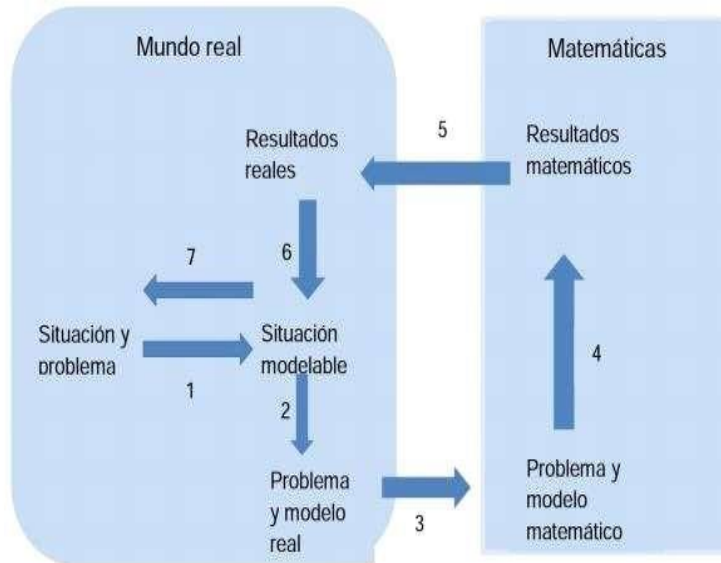 Mundo real
Matemáticas
5
Resultados
reales
Resultados
matemáticos
7
6
Situación y
problema
Situación
modelable
4
1
2
Problema
y modelo
real
3
Problema y
modelo
matemático